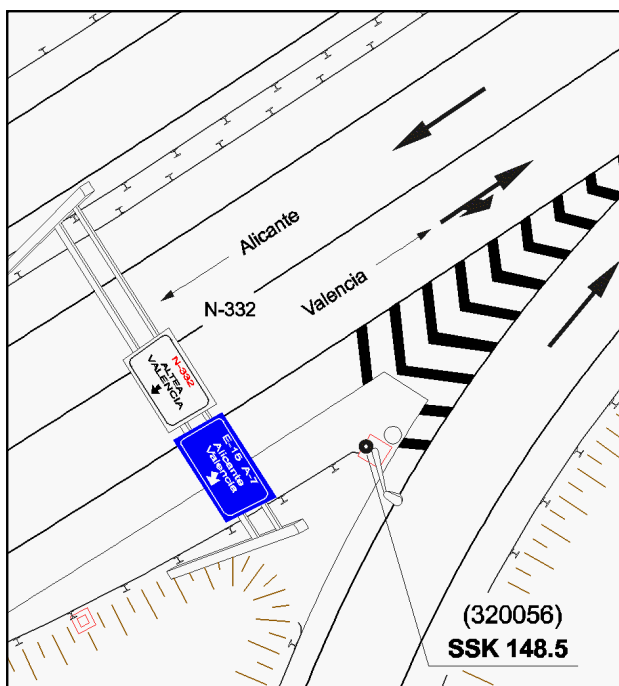 Alicante
N-332
Valencia
N-332
ALTEA
VALENCIA
E-15 A-7
Alicante
Valencia
(320056)
SSK 148.5